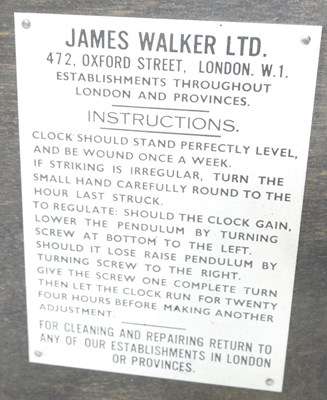 JAMES WALKER LTD.
472, OXFORD STREET, LONDON. W.1.
ESTABLISHMENTS THROUGHOUT
LONDON AND PROVINCES.
INSTRUCTIONS.
CLOCK SHOULD STAND PERFECTLY LEVEL,
AND BE WOUND ONCE A WEEK.
IF STRIKING IS IRREGULAR, TURN THE
SMALL HAND CAREFULLY ROUND TO THE
HOUR LAST STRUCK.
TO REGULATE: SHOULD THE CLOCK GAIN,
LOWER THE PENDULUM BY TURNING
SCREW AT BOTTOM TO THE LEFT.
SHOULD IT LOSE RAISE PENDULUM BY
TURNING SCREW TO THE RIGHT.
GIVE THE SCREW ONE COMPLETE TURN
THEN LET THE CLOCK RUN FOR TWENTY
FOUR HOURS BEFORE MAKING ANOTHER
ADJUSTMENT.
FOR CLEANING AND REPAIRING RETURN TO
ANY OF OUR ESTABLISHMENTS IN LONDON
OR PROVINCES.